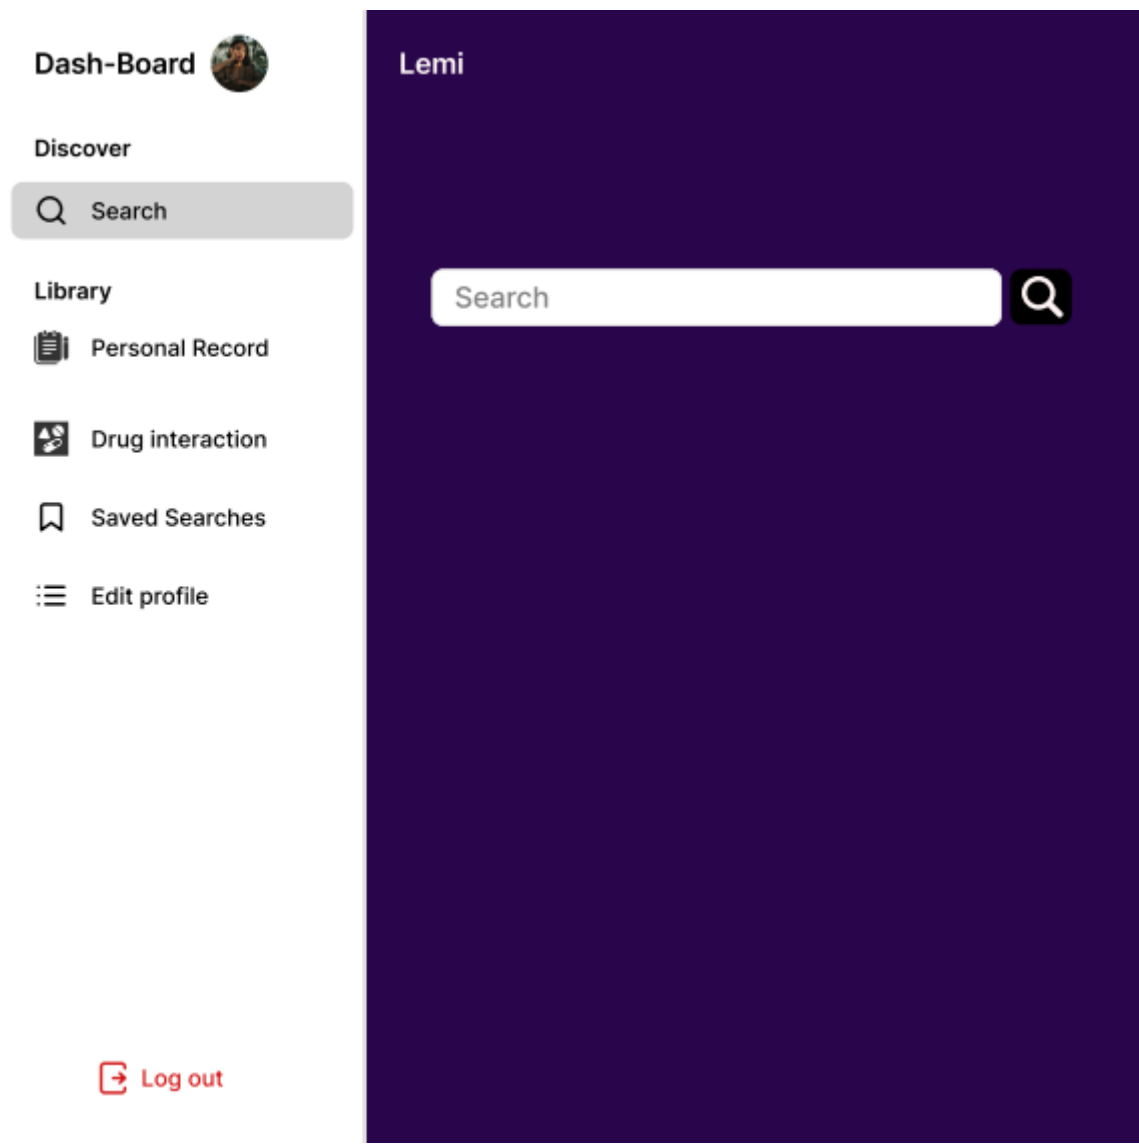 Dash-Board
Discover
Search
Library
Personal Record
Drug interaction
Saved Searches
Edit profile
Log out
Lemi
Search